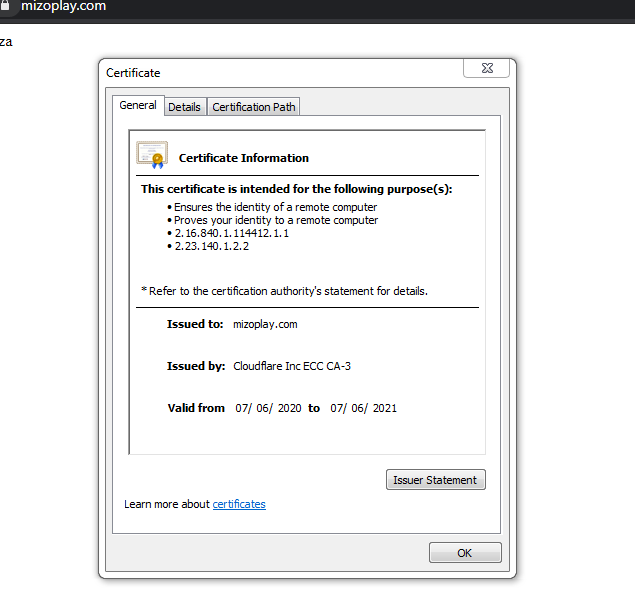 mizoplay.com
za
Certificate
General Details Certification Path
Certificate Information
This certificate is intended for the following purpose(s):
• Ensures the identity of a remote computer
• Proves your identity to a remote computer
• 2.16.840.1.114412.1.1
• 2.23.140.1.2.2
* Refer to the certification authority's statement for details.
Issued to: mizoplay.com
Issued by: Cloudflare Inc ECC CA-3
Valid from 07/ 06/ 2020 to 07/ 06/ 2021
Issuer Statement
Learn more about certificates
OK